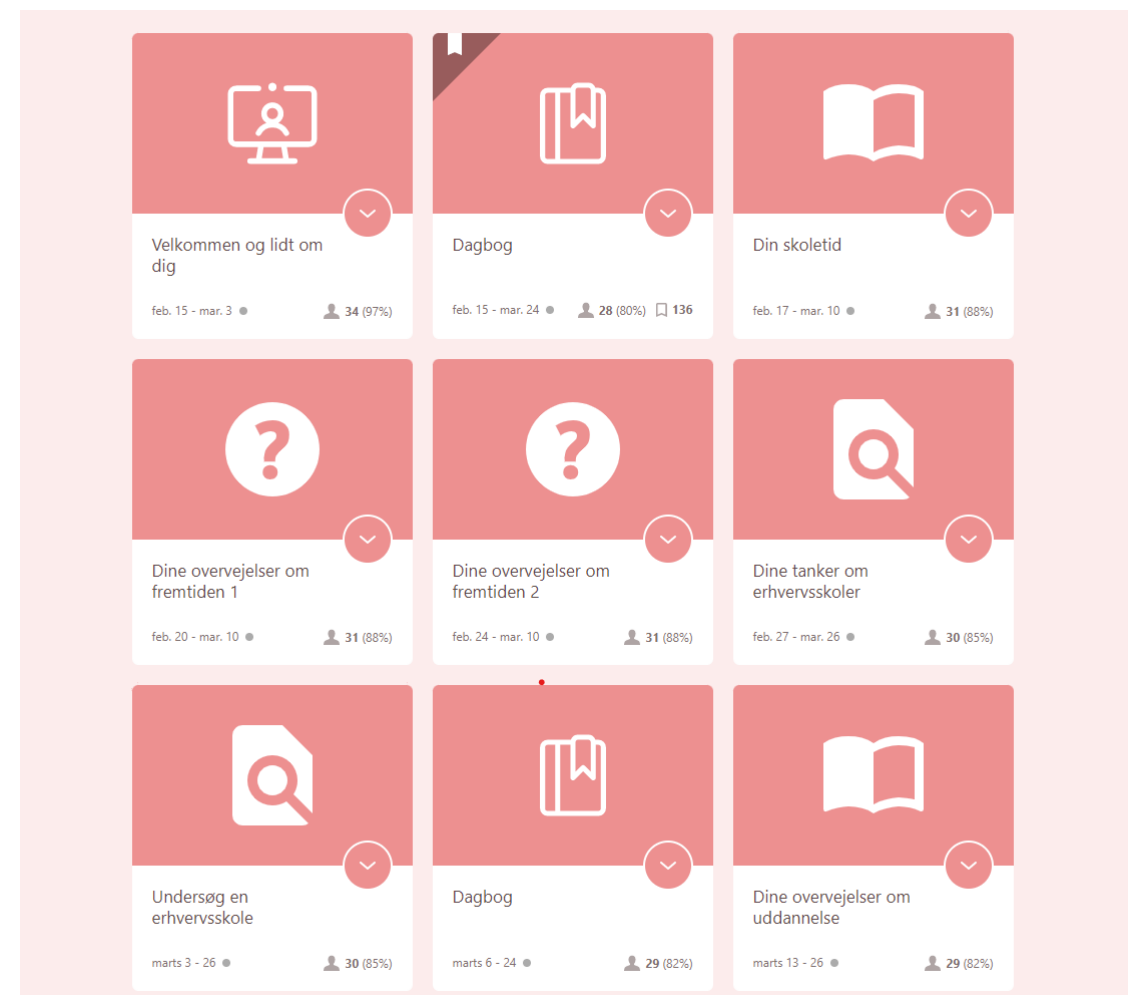 Velkommen og lidt om
dig
feb. 15 - mar. 3
34 (97%)
Dagbog
feb. 15 - mar. 24
28 (80%)
136
Din skoletid
feb. 17 - mar. 10
31 (88%)
Dine overvejelser om
fremtiden 1
feb. 20 - mar. 10
31 (88%)
Dine overvejelser om
fremtiden 2
feb. 24 - mar. 10
31 (88%)
Dine tanker om
erhvervsskoler
feb. 27 - mar. 26
30 (85%)
Undersøg en
erhvervsskole
marts 3 - 26
30 (85%)
Dagbog
marts 6 - 24
29 (82%)
Dine overvejelser om
uddannelse
marts 13 - 26
29 (82%)